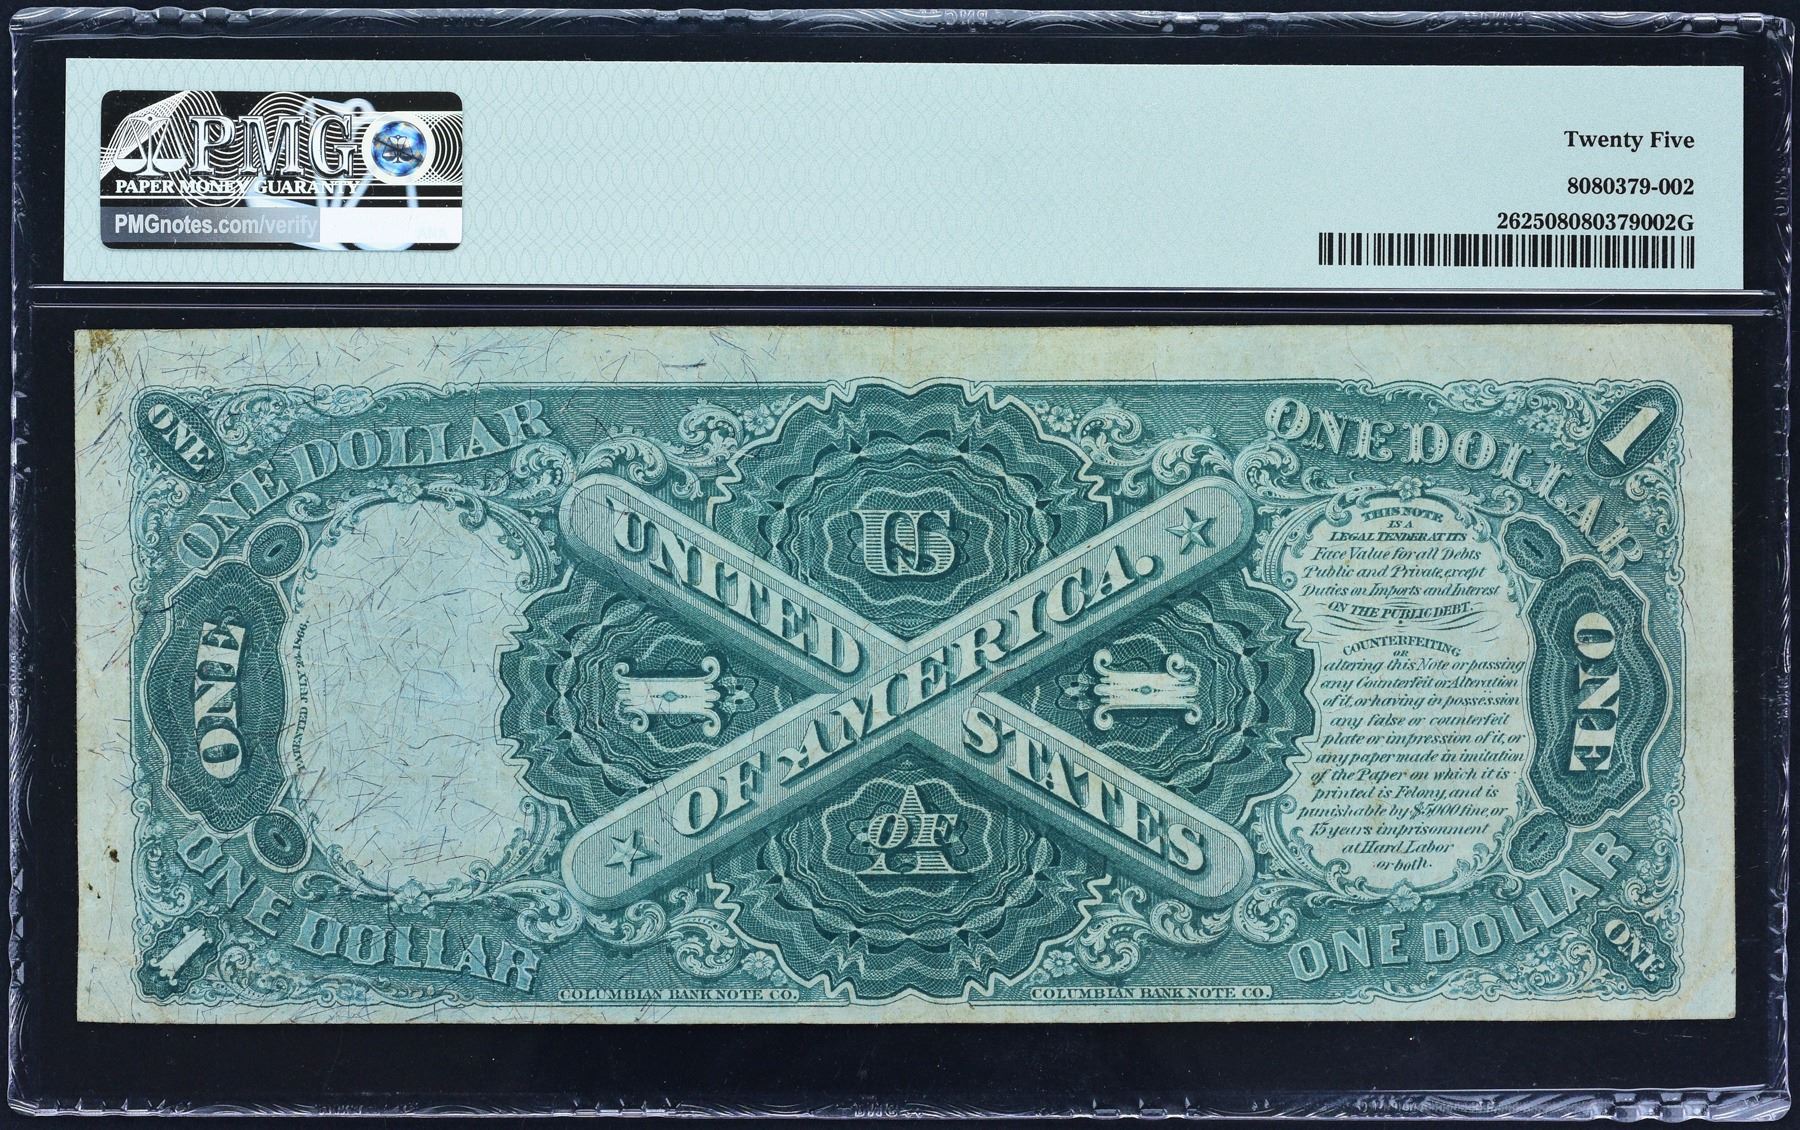 PMG
PAPER MONEY GUARANTY
PMGnotes.com/verify
Twenty Five
8080379-002
262508080379002G
ONE
ONE DOLLAR
US
ONE DOLLAR
1
UNITED
STATES
OF AMERICA.
THIS NOTE
IS A
LEGAL TENDER AT ITS
Face Value for all Debts
Public and Private, except
Duties on Imports and Interest
ON THE PUBLIC DEBT.
COUNTERFEITING
OR
altering this Note or passing
any Counterfeit or Alteration
of it, or having in possession
any false or counterfeit
plate or impression of it, or
any paper made in imitation
of the Paper on which it is
printed is Felony, and is
punishable by $5000 fine, or
15 years imprisonment
at Hard Labor
or both.
ONE
1
1
ONE
JULY 24, 1866.
A
OF
1
ONE DOLLAR
COLUMBIAN BANK NOTE CO.
COLUMBIAN BANK NOTE CO.
ONE DOLLAR
ONE